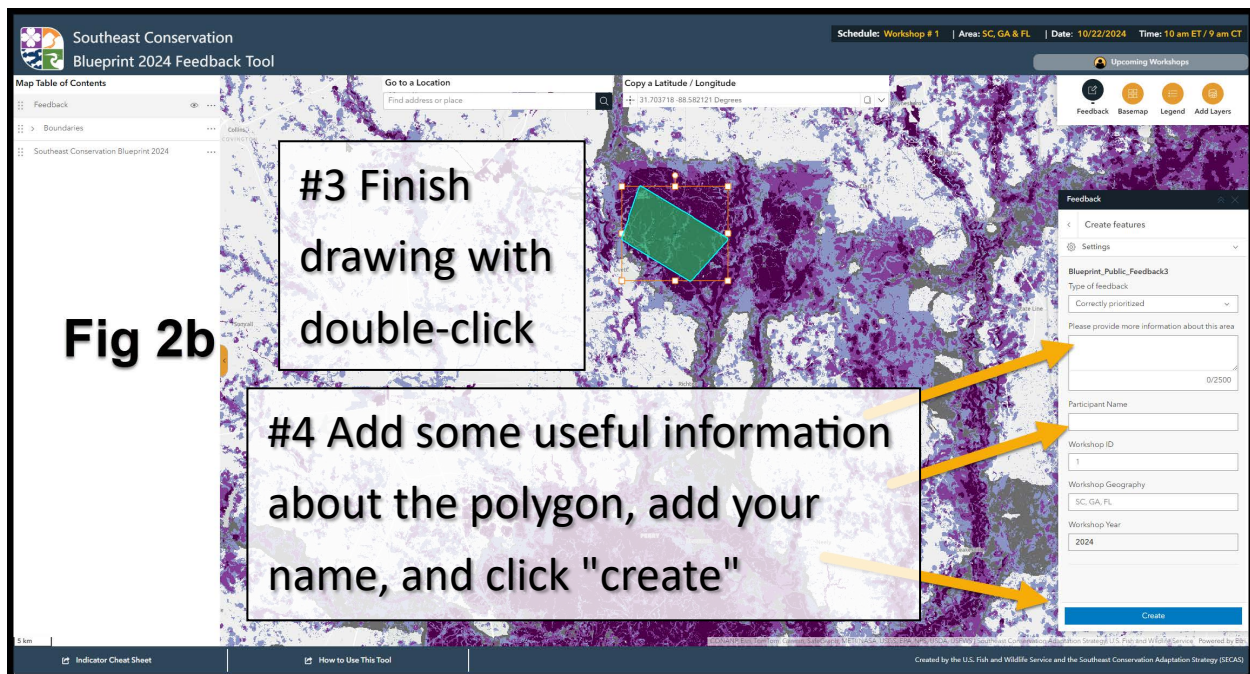 Southeast Conservation
Blueprint 2024 Feedback Tool
Schedule: Workshop # 1 | Area: SC, GA & FL | Date: 10/22/2024 Time: 10 am ET / 9 am CT
Upcoming Workshops
Map Table of Contents
Feedback
Boundaries
Southeast Conservation Blueprint 2024
Go to a Location
Find address or place
Copy a Latitude / Longitude
31.703718 -88.582121 Degrees
Feedback Basemap Legend Add Layers
#3 Finish
drawing with
double-click
Fig 2b
#4 Add some useful information
about the polygon, add your
name, and click "create"
Collins
State Line
Feedback
Create features
Settings
Blueprint_Public_Feedback3
Type of feedback
Correctly prioritized
Please provide more information about this area
0/2500
Participant Name
Workshop ID
1
Workshop Geography
SC, GA, FL
Workshop Year
2024
Create
5 km
Powered by Esri
Indicator Cheat Sheet
How to Use This Tool
Created by the U.S. Fish and Wildlife Service and the Southeast Conservation Adaptation Strategy (SECAS)